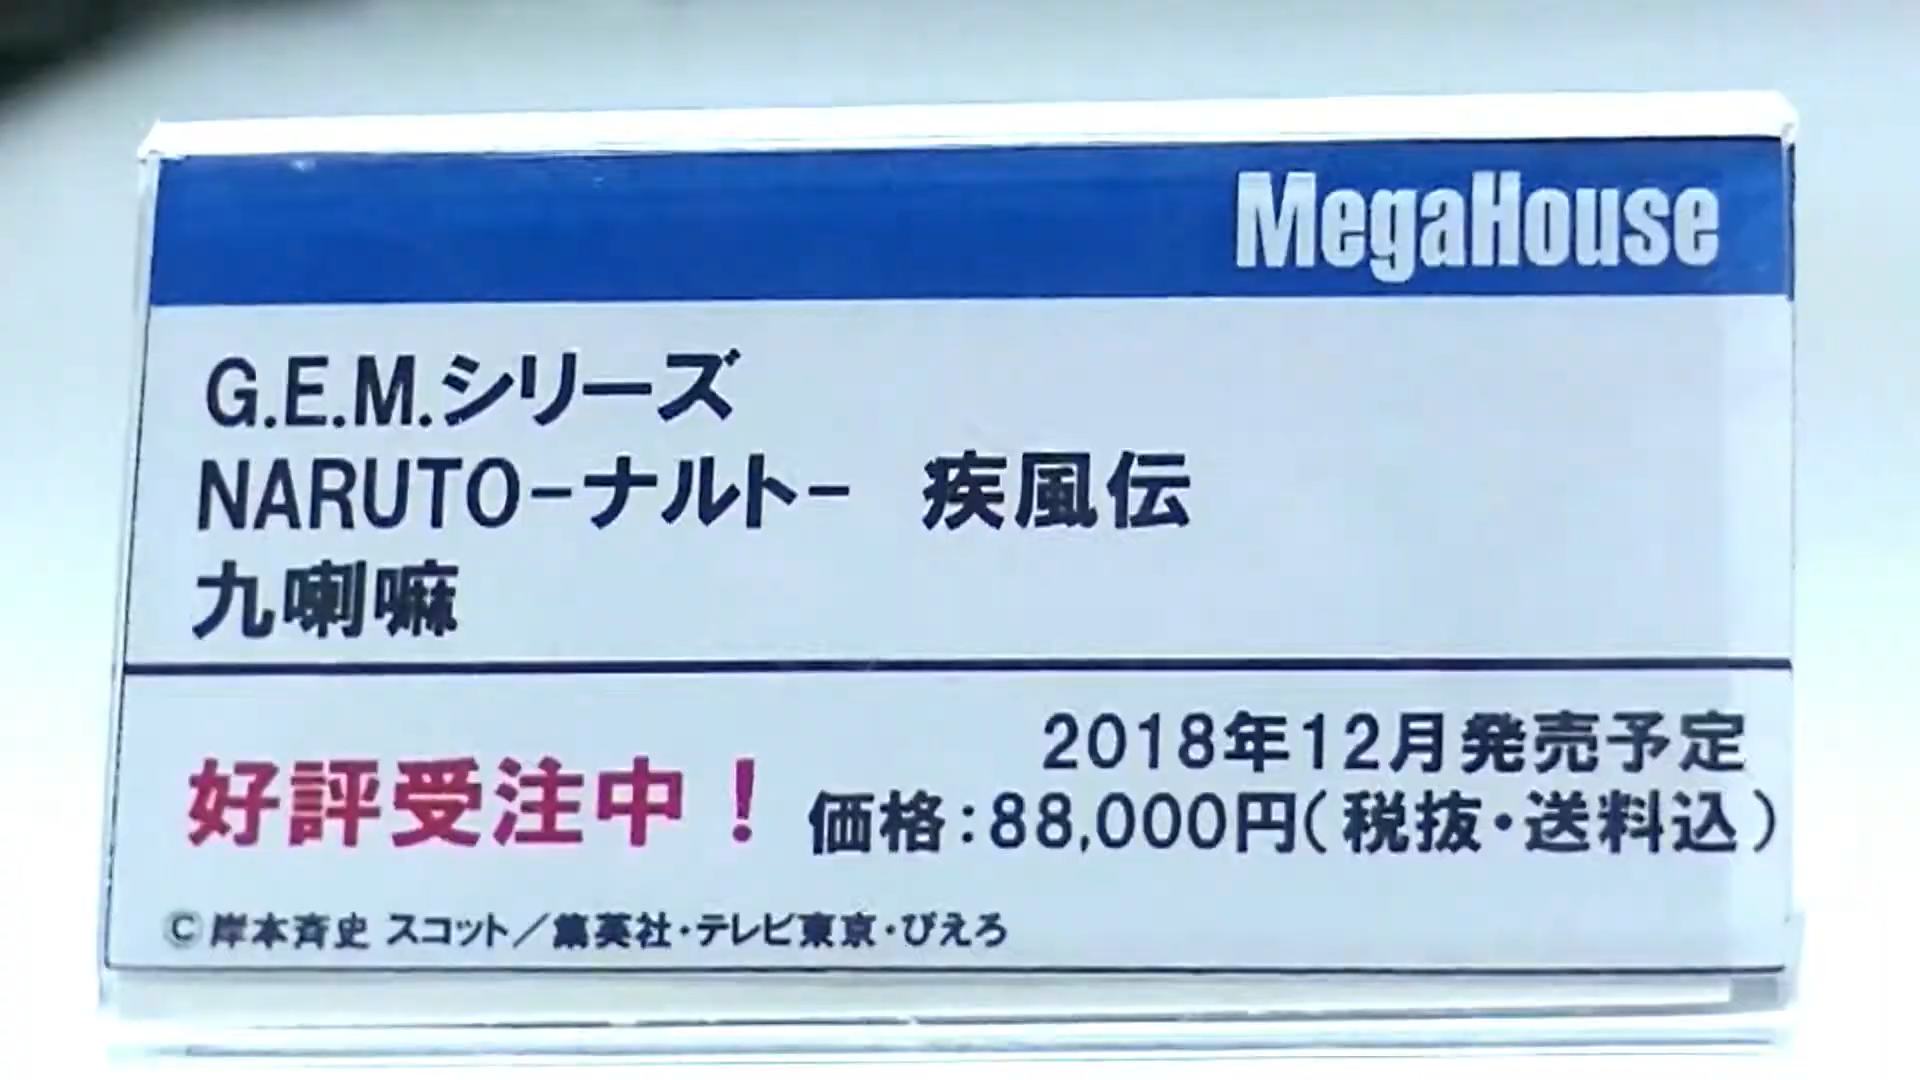 MegaHouse
G.E.M.シリーズ
NARUTO-ナルト-　疾風伝
九喇嘛
2018年12月発売予定
好評受注中！
価格:88,000円(税抜・送料込)
©岸本斉史 スコット／集英社・テレビ東京・ぴえろ